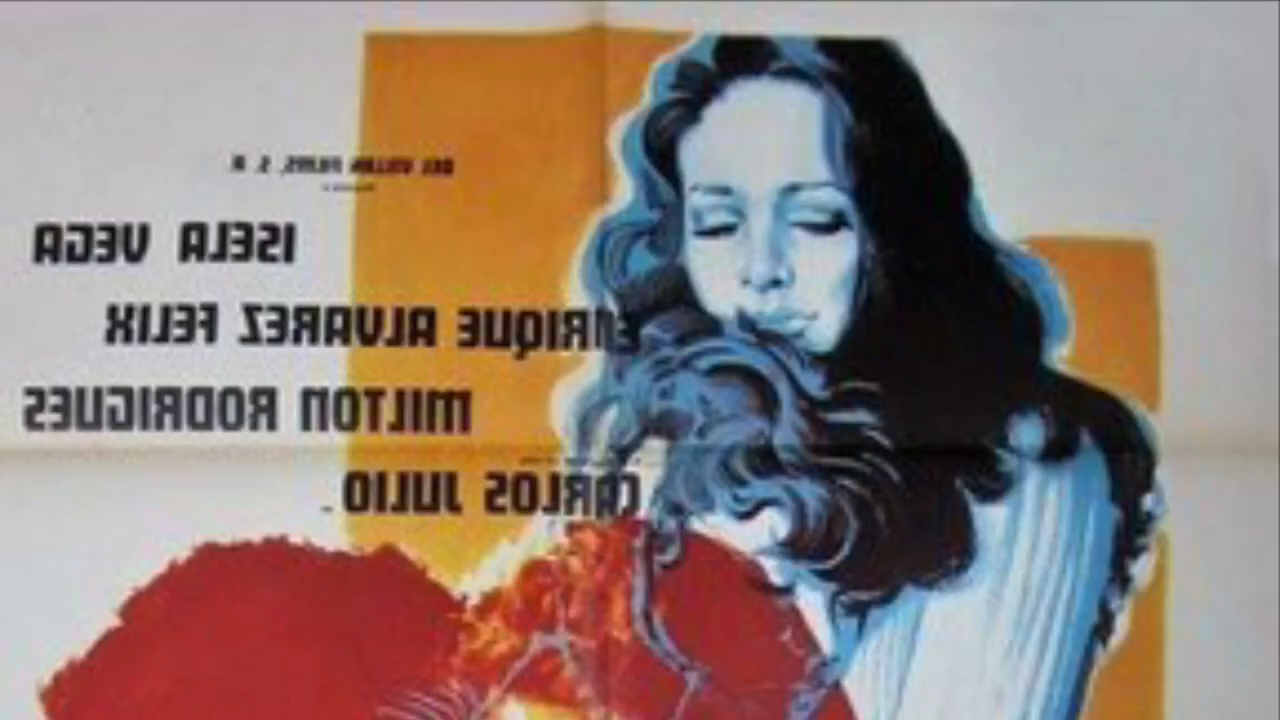 DEL VILLAR FILMS, S. A.
ISELA VEGA
ENRIQUE ALVAREZ FELIX
MILTON RODRIGUES
CARLOS JULIO